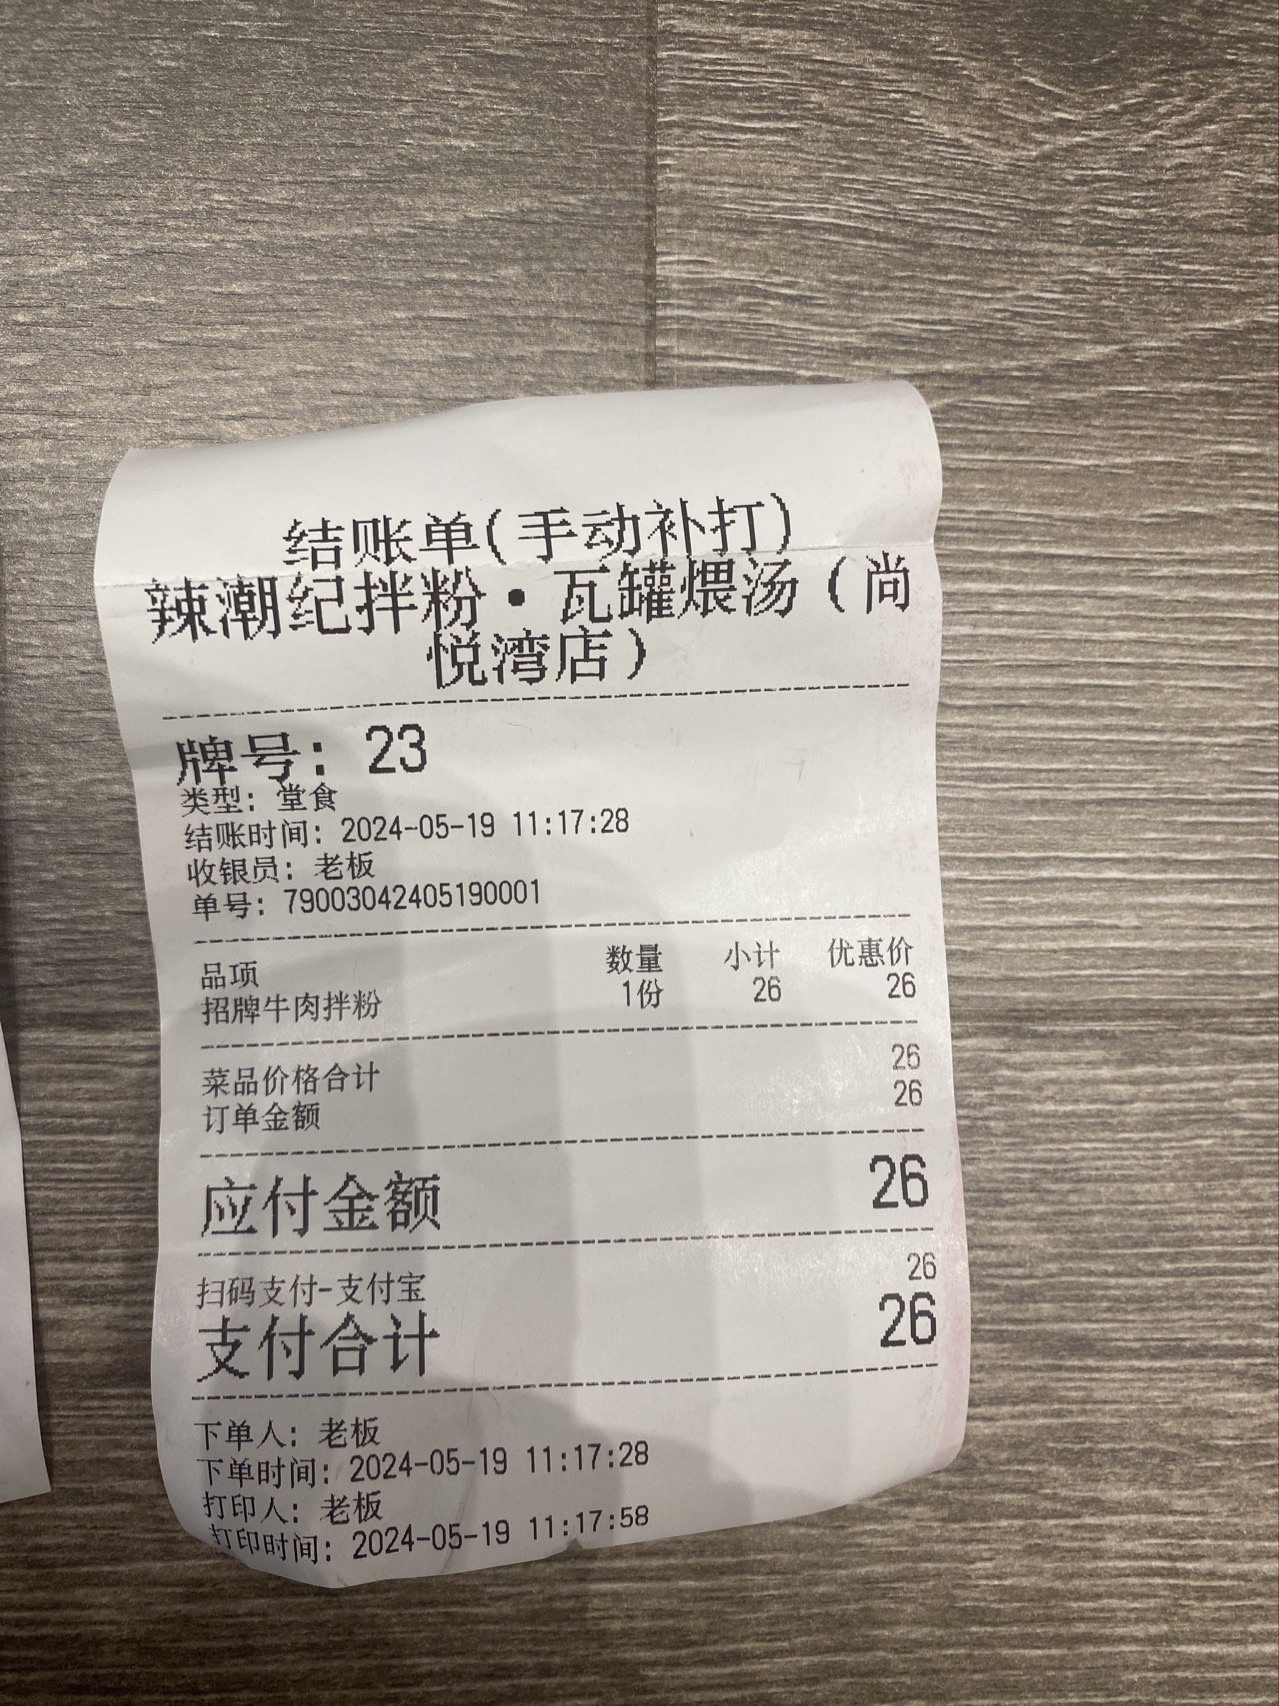 结账单(手动补打)
辣潮纪拌粉·瓦罐煨汤(尚
悦湾店)
牌号: 23
类型: 堂食
结账时间: 2024-05-19 11:17:28
收银员: 老板
单号: 79003042405190001
品项 数量 小计 优惠价
招牌牛肉拌粉 1份 26 26
菜品价格合计 26
订单金额 26
应付金额 26
扫码支付-支付宝 26
支付合计 26
下单人: 老板
下单时间: 2024-05-19 11:17:28
打印人: 老板
打印时间: 2024-05-19 11:17:58